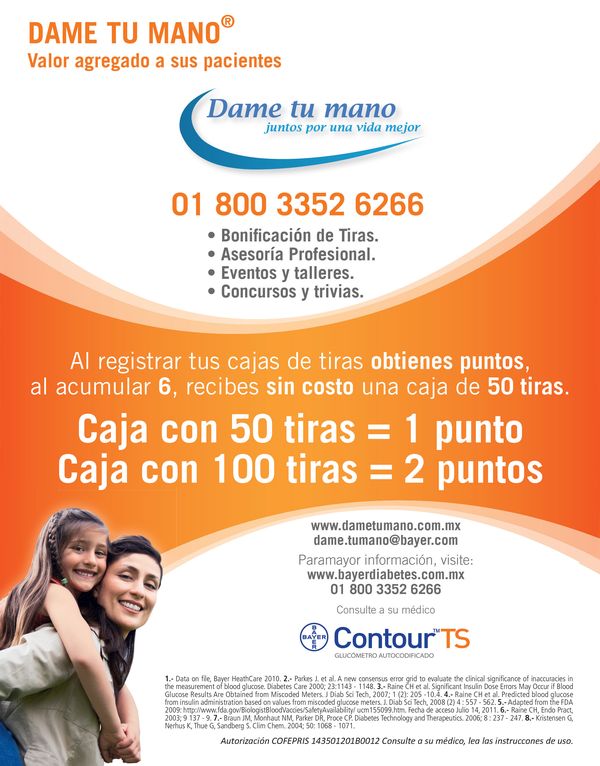 DAME TU MANO®
Valor agregado a sus pacientes
Dame tu mano
juntos por una vida mejor
01 800 3352 6266
• Bonificación de Tiras.
• Asesoría Profesional.
• Eventos y talleres.
• Concursos y trivias.
Al registrar tus cajas de tiras obtienes puntos,
al acumular 6, recibes sin costo una caja de 50 tiras.
Caja con 50 tiras = 1 punto
Caja con 100 tiras = 2 puntos
www.dametumano.com.mx
dame.tumano@bayer.com
Paramayor información, visite:
www.bayerdiabetes.com.mx
01 800 3352 6266
Consulte a su médico
BAYER
BAYER
Contour™TS
GLUCÓMETRO AUTOCODIFICADO
1.- Data on file, Bayer HeathCare 2010. 2.- Parkes J. et al. A new consensus error grid to evaluate the clinical significance of inaccuracies in
the measurement of blood glucose. Diabetes Care 2000; 23:1143 - 1148. 3.- Raine CH et al. Significant Insulin Dose Errors May Occur if Blood
Glucose Results Are Obtained from Miscoded Meters. J Diab Sci Tech, 2007; 1 (2): 205 -10.4. 4.- Raine CH et al. Predicted blood glucose
from insulin administration based on values from miscoded glucose meters. J. Diab Sci Tech, 2008 (2) 4 : 557 - 562. 5.- Adapted from the FDA
2009: http://www.fda.gov/BiologistBloodVaccies/SafetyAvailability/ ucm155099.htm. Fecha de acceso Julio 14, 2011. 6.- Raine CH, Endo Pract,
2003; 9 137 - 9. 7.- Braun JM, Monhaut NM, Parker DR, Proce CP. Diabetes Technology and Therapeutics. 2006; 8 : 237 - 247. 8.- Kristensen G,
Nerhus K, Thue G, Sandberg S. Clim Chem. 2004; 50: 1068 - 1071.
Autorización COFEPRIS 143501201B0012 Consulte a su médico, lea las instruccones de uso.